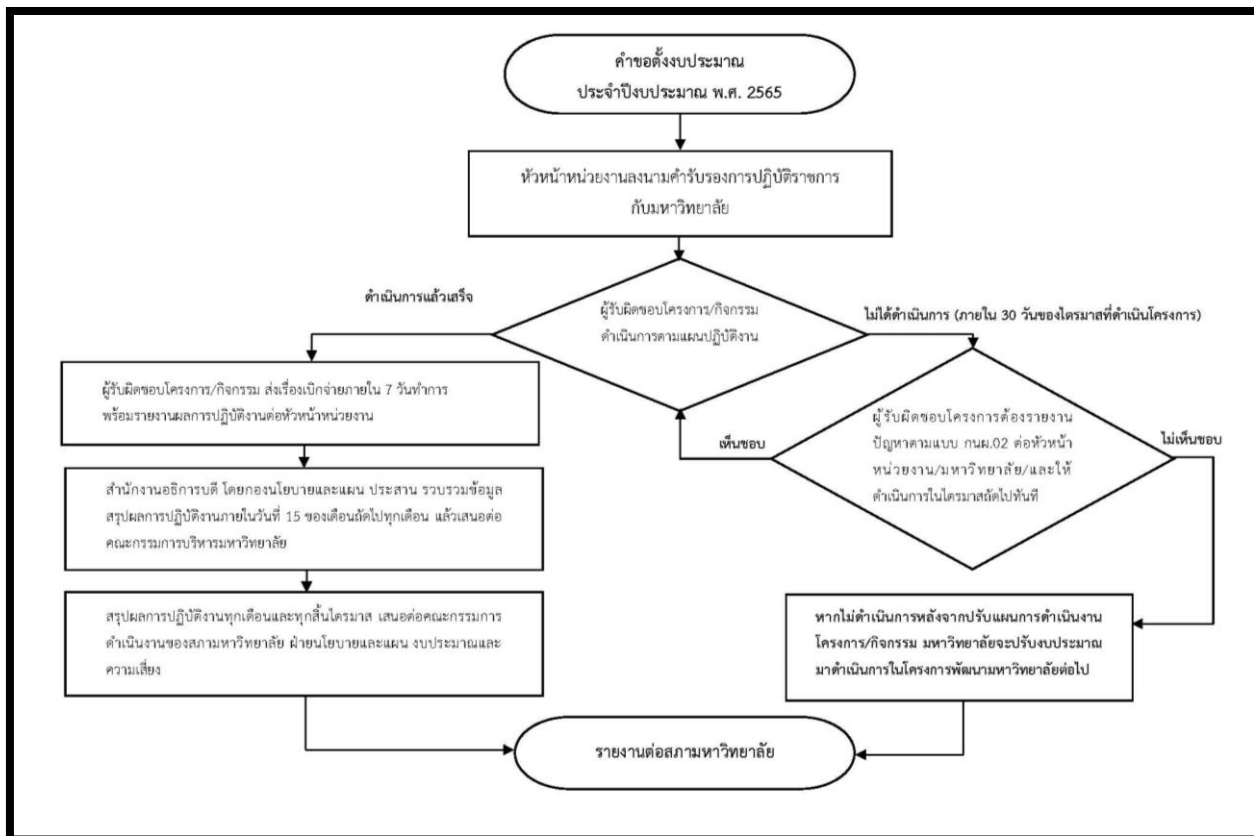 คำขอตั้งงบประมาณ
ประจำปีงบประมาณ พ.ศ. 2565
หัวหน้าหน่วยงานลงนามคำรับรองการปฏิบัติราชการ
กับมหาวิทยาลัย
ดำเนินการแล้วเสร็จ
ผู้รับผิดชอบโครงการ/กิจกรรม
ดำเนินการตามแผนปฏิบัติงาน
ไม่ได้ดำเนินการ (ภายใน 30 วันของไตรมาสที่ดำเนินโครงการ)
ผู้รับผิดชอบโครงการ/กิจกรรม ส่งเรื่องเบิกจ่ายภายใน 7 วันทำการ
พร้อมรายงานผลการปฏิบัติงานต่อหัวหน้าหน่วยงาน
เห็นชอบ
ผู้รับผิดชอบโครงการต้องรายงาน
ปัญหาตามแบบ กนผ.02 ต่อหัวหน้า
หน่วยงาน/มหาวิทยาลัย/และให้
ดำเนินการในไตรมาสถัดไปทันที
ไม่เห็นชอบ
สำนักงานอธิการบดี โดยกองนโยบายและแผน ประสาน รวบรวมข้อมูล
สรุปผลการปฏิบัติงานภายในวันที่ 15 ของเดือนถัดไปทุกเดือน แล้วเสนอต่อ
คณะกรรมการบริหารมหาวิทยาลัย
สรุปผลการปฏิบัติงานทุกเดือนและทุกสิ้นไตรมาส เสนอต่อคณะกรรมการ
ดำเนินงานของสภามหาวิทยาลัย ฝ่ายนโยบายและแผน งบประมาณและ
ความเสี่ยง
หากไม่ดำเนินการหลังจากปรับแผนการดำเนินงาน
โครงการ/กิจกรรม มหาวิทยาลัยจะปรับงบประมาณ
มาดำเนินการในโครงการพัฒนามหาวิทยาลัยต่อไป
รายงานต่อสภามหาวิทยาลัย